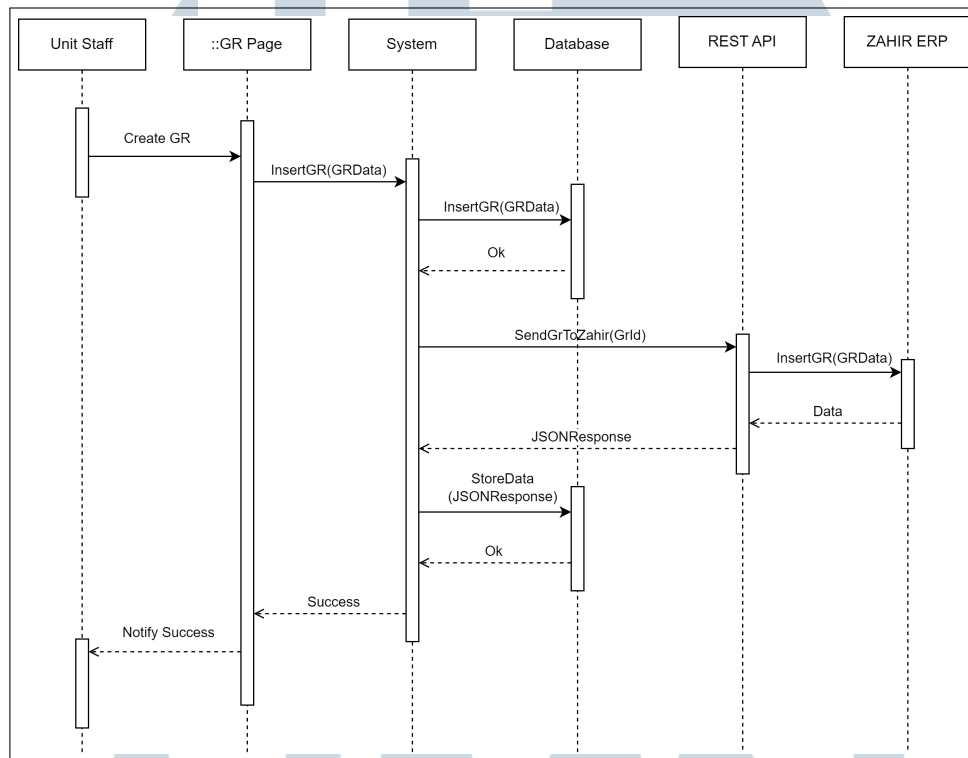 Unit Staff
::GR Page
System
Database
REST API
ZAHIR ERP
Create GR
InsertGR(GRData)
InsertGR(GRData)
Ok
SendGrToZahir(GrId)
InsertGR(GRData)
Data
JSONResponse
StoreData
(JSONResponse)
Ok
Success
Notify Success